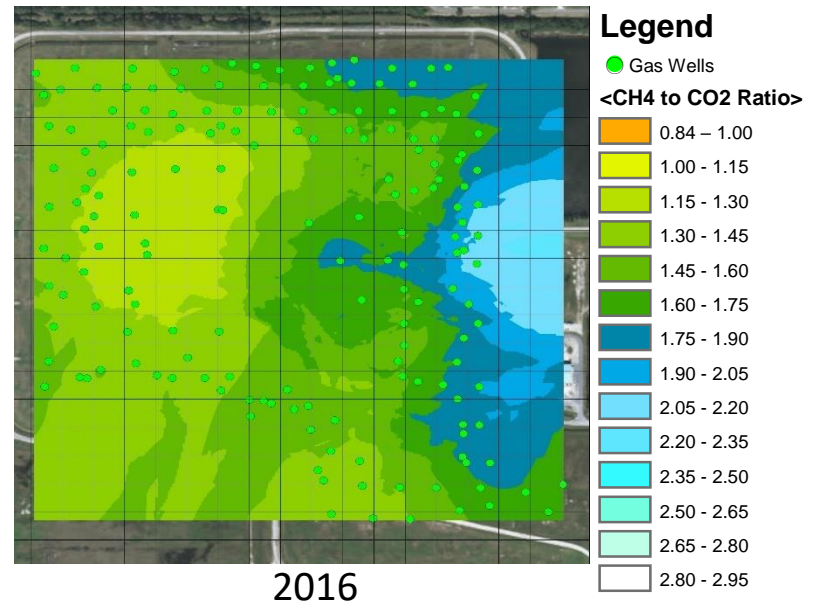 Legend
Gas Wells
<CH4 to CO2 Ratio>
0.84 – 1.00
1.00 - 1.15
1.15 - 1.30
1.30 - 1.45
1.45 - 1.60
1.60 - 1.75
1.75 - 1.90
1.90 - 2.05
2.05 - 2.20
2.20 - 2.35
2.35 - 2.50
2.50 - 2.65
2.65 - 2.80
2.80 - 2.95
2016